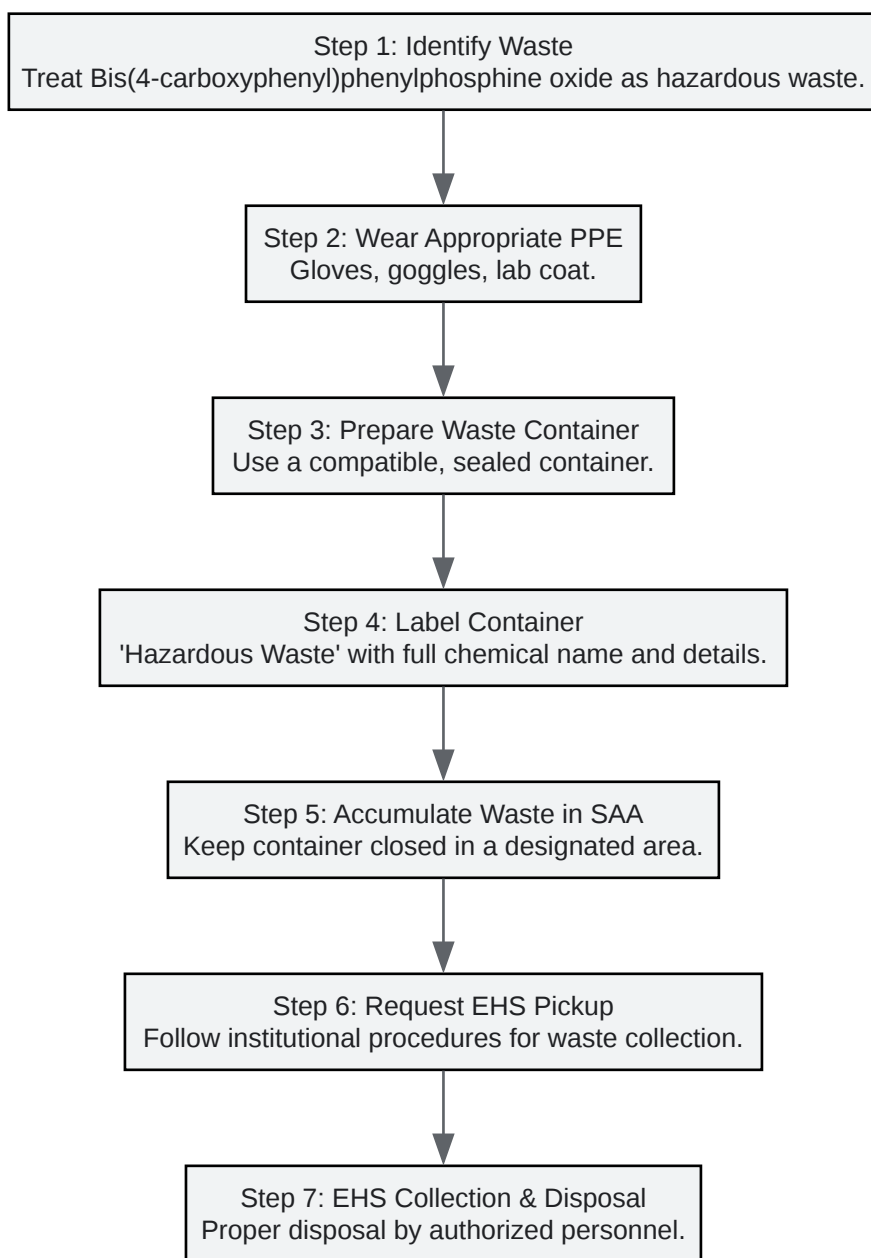 Step 1: Identify Waste
Treat Bis(4-carboxyphenyl)phenylphosphine oxide as hazardous waste.
Step 2: Wear Appropriate PPE
Gloves, goggles, lab coat.
Step 3: Prepare Waste Container
Use a compatible, sealed container.
Step 4: Label Container
'Hazardous Waste' with full chemical name and details.
Step 5: Accumulate Waste in SAA
Keep container closed in a designated area.
Step 6: Request EHS Pickup
Follow institutional procedures for waste collection.
Step 7: EHS Collection & Disposal
Proper disposal by authorized personnel.